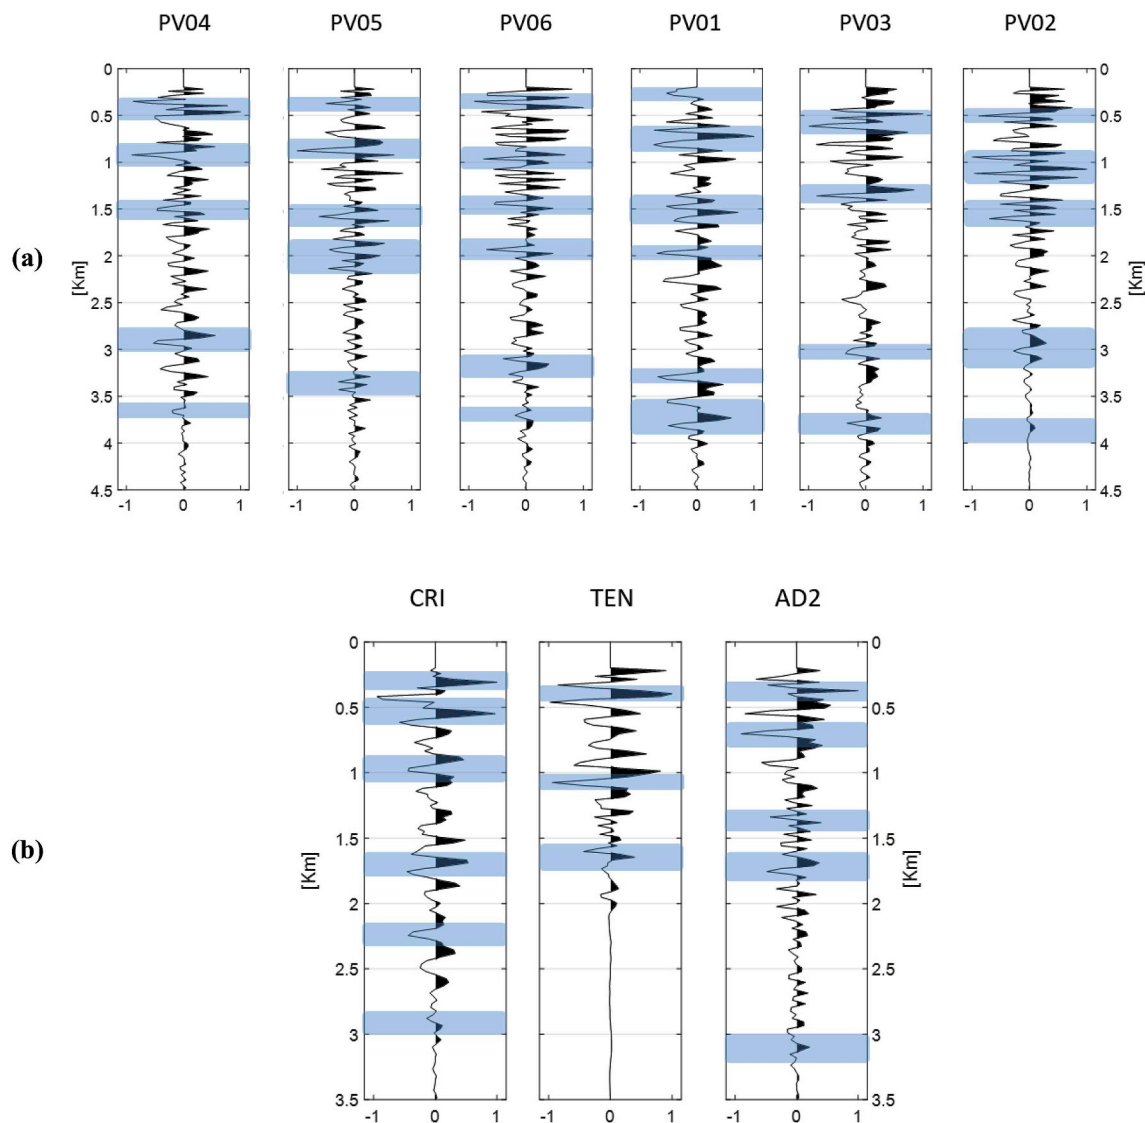 PV04 PV05 PV06 PV01 PV03 PV02
0 0
0.5 0.5
1 1
1.5 1.5
(a) 2 2
[Km] [Km]
2.5 2.5
3 3
3.5 3.5
4 4
4.5 4.5
-1 0 1 -1 0 1 -1 0 1 -1 0 1 -1 0 1 -1 0 1
CRI TEN AD2
0 0
0.5 0.5
1 1
1.5 1.5
(b) [Km] [Km]
2 2
2.5 2.5
3 3
3.5 3.5
-1 0 1 -1 0 1 -1 0 1